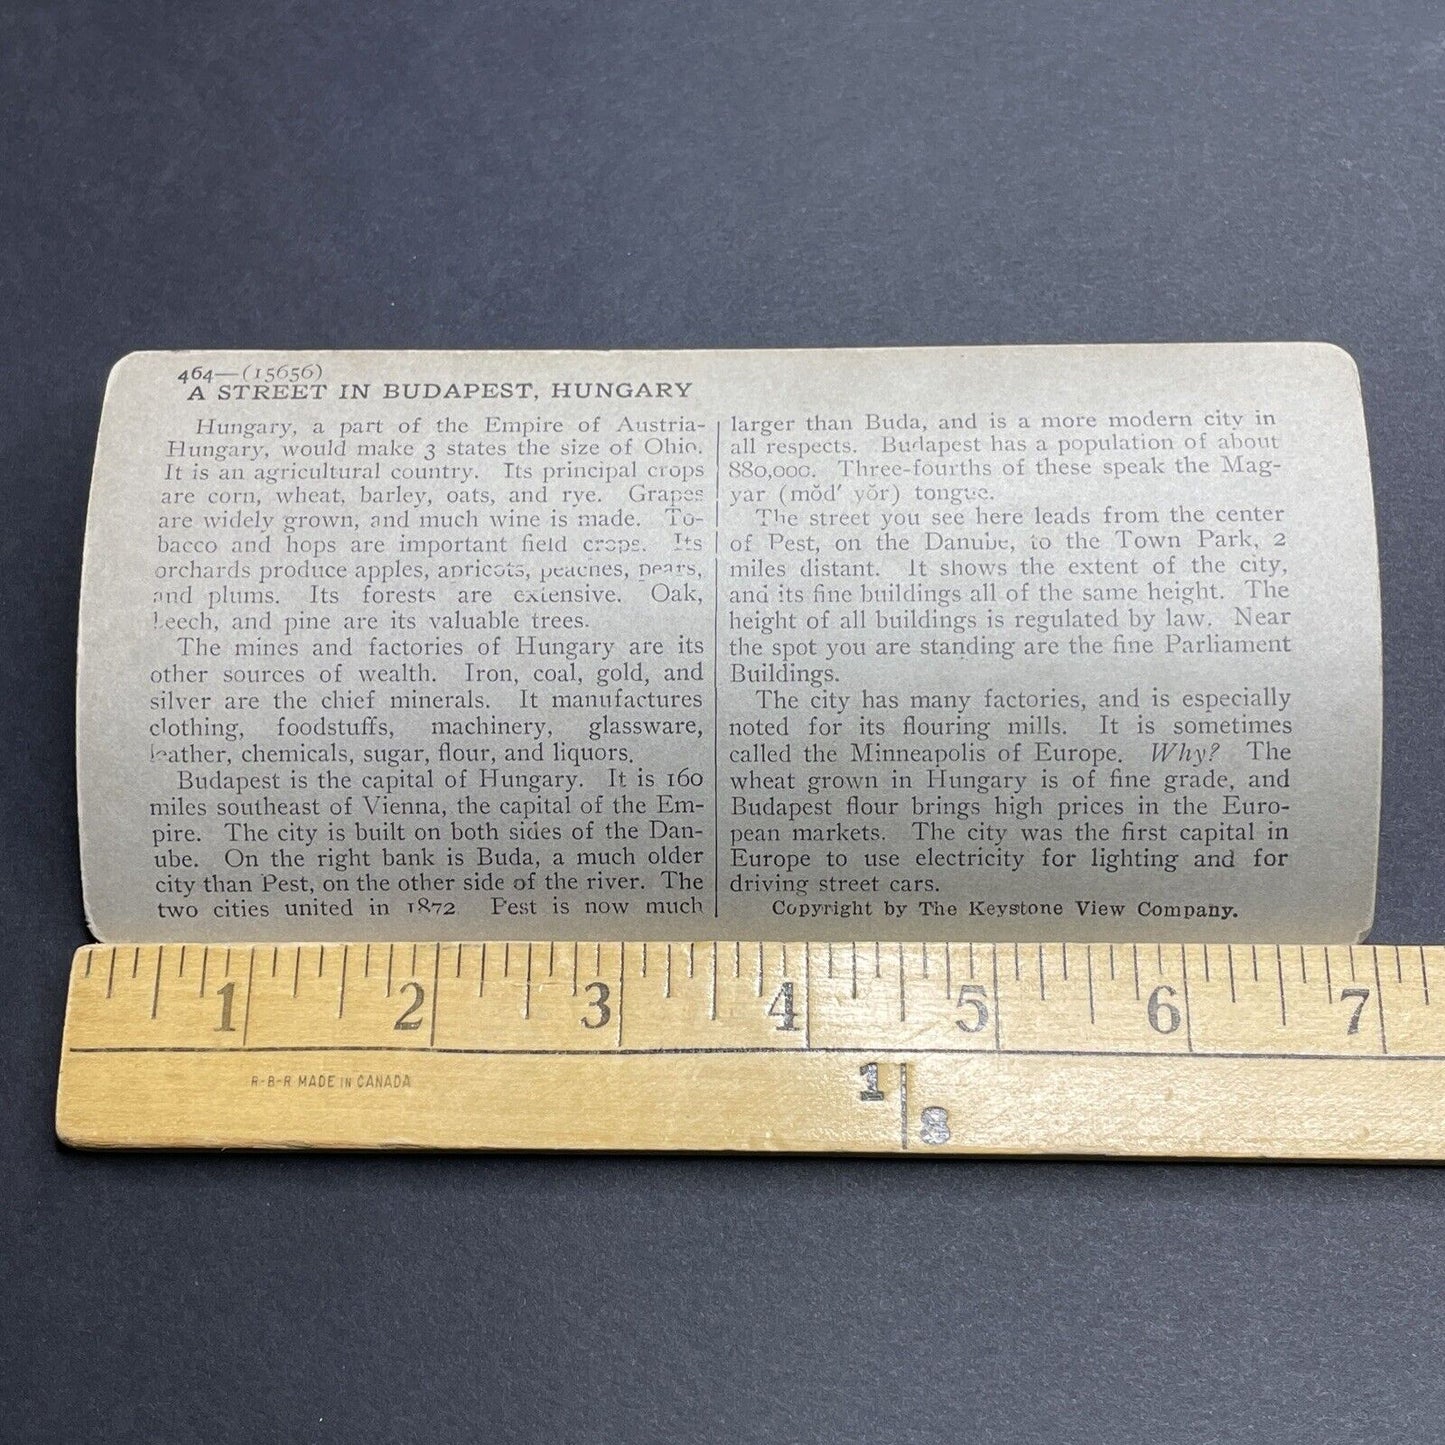 464—(15656)
A STREET IN BUDAPEST, HUNGARY
Hungary, a part of the Empire of Austria-
Hungary, would make 3 states the size of Ohio.
It is an agricultural country. Its principal crops
are corn, wheat, barley, oats, and rye. Grapes
are widely grown, and much wine is made. To-
bacco and hops are important field crops. Its
orchards produce apples, apricots, peaches, pears,
and plums. Its forests are extensive. Oak,
beech, and pine are its valuable trees.
The mines and factories of Hungary are its
other sources of wealth. Iron, coal, gold, and
silver are the chief minerals. It manufactures
clothing, foodstuffs, machinery, glassware,
leather, chemicals, sugar, flour, and liquors.
Budapest is the capital of Hungary. It is 160
miles southeast of Vienna, the capital of the Em-
pire. The city is built on both sides of the Dan-
ube. On the right bank is Buda, a much older
city than Pest, on the other side of the river. The
two cities united in 1872 Pest is now much
larger than Buda, and is a more modern city in
all respects. Budapest has a population of about
880,000. Three-fourths of these speak the Mag-
yar (mŏd′ yŏr) tongue.
The street you see here leads from the center
of Pest, on the Danube, to the Town Park, 2
miles distant. It shows the extent of the city,
and its fine buildings all of the same height. The
height of all buildings is regulated by law. Near
the spot you are standing are the fine Parliament
Buildings.
The city has many factories, and is especially
noted for its flouring mills. It is sometimes
called the Minneapolis of Europe. Why? The
wheat grown in Hungary is of fine grade, and
Budapest flour brings high prices in the Euro-
pean markets. The city was the first capital in
Europe to use electricity for lighting and for
driving street cars.
Copyright by The Keystone View Company.
1 2 3 4 5 6 7
R-B-R MADE IN CANADA
1
8